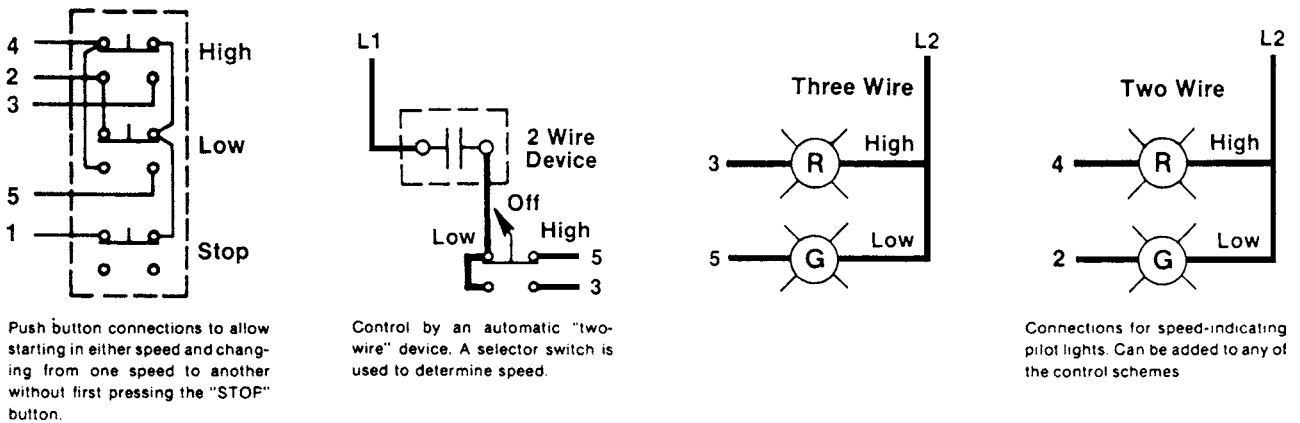 4
High
2
3
Low
5
1
Stop
Push button connections to allow
starting in either speed and chang-
ing from one speed to another
without first pressing the "STOP"
button.
L1
2 Wire
Device
Off
Low
High
5
3
Control by an automatic "two-
wire" device. A selector switch is
used to determine speed.
L2
Three Wire
High
3
R
Low
5
G
L2
Two Wire
High
4
R
Low
2
G
Connections for speed-indicating
pilot lights. Can be added to any of
the control schemes